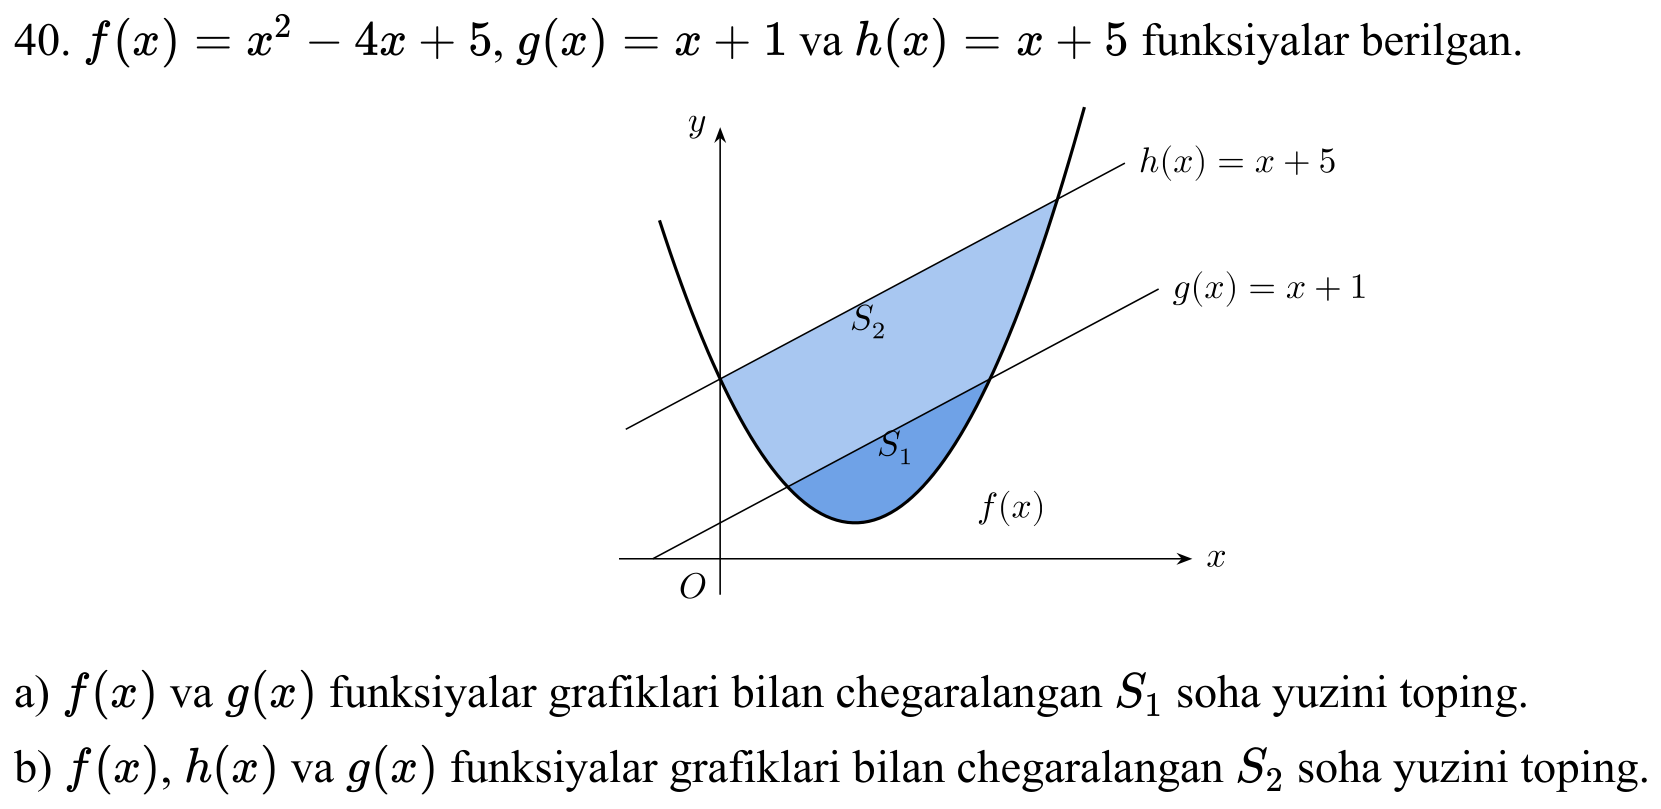 40. f(x) = x² − 4x + 5, g(x) = x + 1 va h(x) = x + 5 funksiyalar berilgan.
y
h(x) = x + 5
g(x) = x + 1
S₂
S₁
f(x)
x
O
a) f(x) va g(x) funksiyalar grafiklari bilan chegaralangan S₁ soha yuzini toping.
b) f(x), h(x) va g(x) funksiyalar grafiklari bilan chegaralangan S₂ soha yuzini toping.